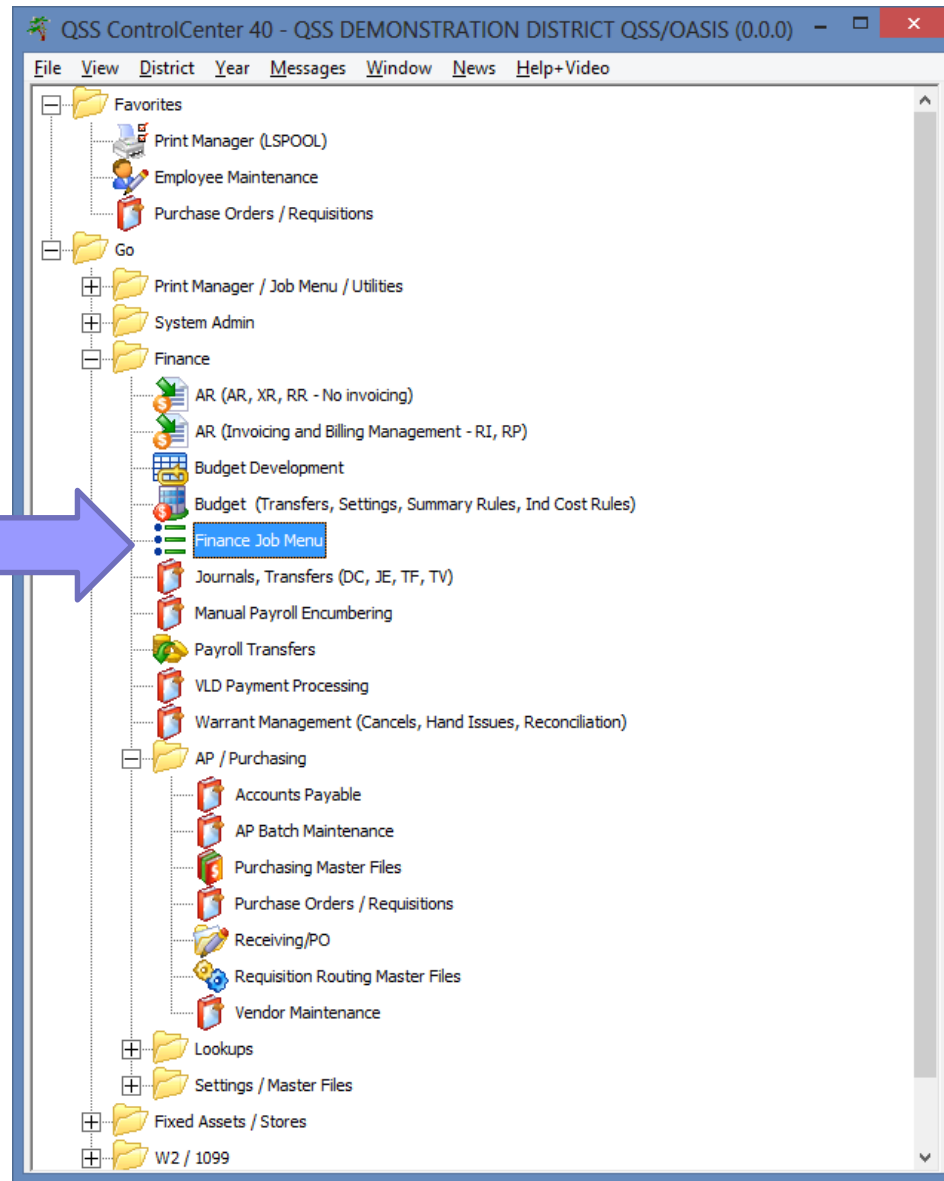 QSS ControlCenter 40 - QSS DEMONSTRATION DISTRICT QSS/OASIS (0.0.0)
File View District Year Messages Window News Help+Video
Favorites
Print Manager (LSPOOL)
Employee Maintenance
Purchase Orders / Requisitions
Go
Print Manager / Job Menu / Utilities
System Admin
Finance
AR (AR, XR, RR - No invoicing)
AR (Invoicing and Billing Management - RI, RP)
Budget Development
Budget (Transfers, Settings, Summary Rules, Ind Cost Rules)
Finance Job Menu
Journals, Transfers (DC, JE, TF, TV)
Manual Payroll Encumbering
Payroll Transfers
VLD Payment Processing
Warrant Management (Cancels, Hand Issues, Reconciliation)
AP / Purchasing
Accounts Payable
AP Batch Maintenance
Purchasing Master Files
Purchase Orders / Requisitions
Receiving/PO
Requisition Routing Master Files
Vendor Maintenance
Lookups
Settings / Master Files
Fixed Assets / Stores
W2 / 1099